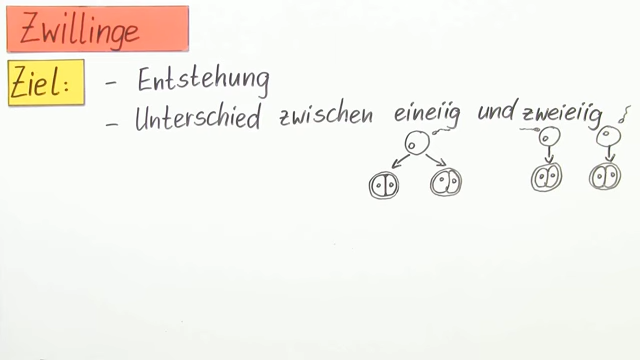 Zwillinge
Ziel: - Entstehung
- Unterschied zwischen eineiig und zweieiig